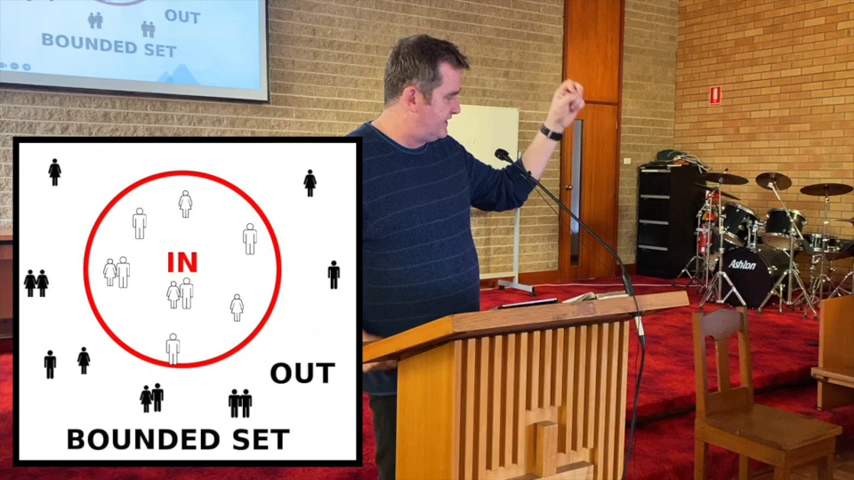 OUT
BOUNDED SET
IN
OUT
BOUNDED SET
Ashton